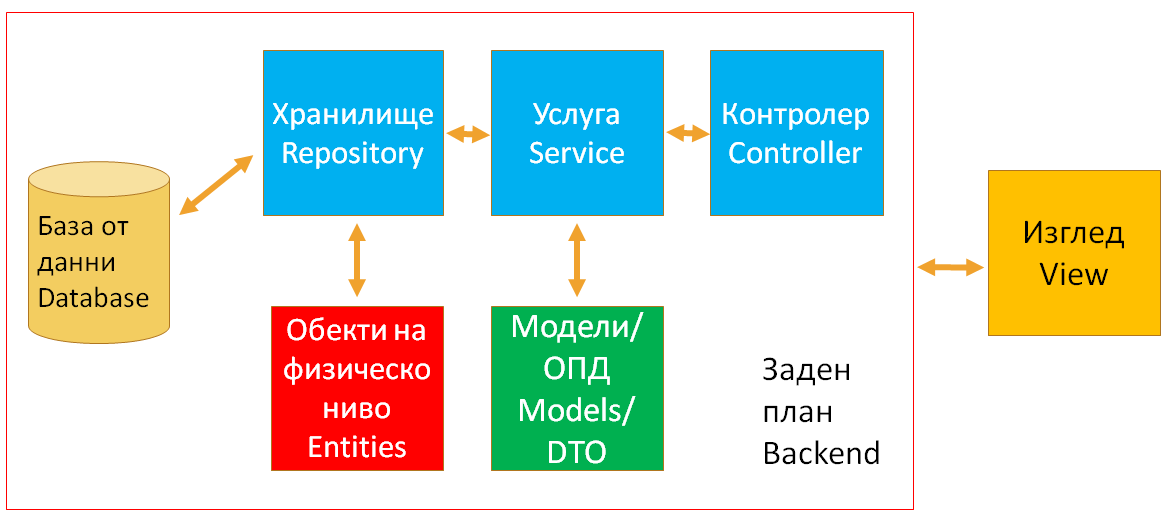 База от
данни
Database
Хранилище
Repository
Услуга
Service
Контролер
Controller
Обекти на
физическо
ниво
Entities
Модели/
ОПД
Models/
DTO
Заден
план
Backend
Изглед
View